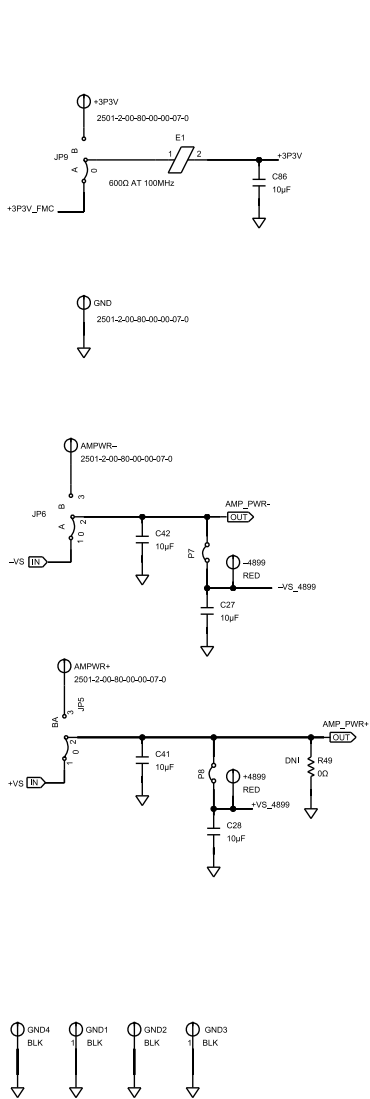 +3P3V
2501-2-00-80-00-00-07-0
B
E1
JP9
1 2
+3P3V
A
0
600Ω AT 100MHz
C86
10µF
+3P3V_FMC
GND
2501-2-00-80-00-00-07-0
AMPWR–
2501-2-00-80-00-00-07-0
B 3
JP6
A 2
1 0
AMP_PWR-
OUT
C42
10µF
P7
–VS IN
–4899
RED
–VS_4899
C27
10µF
AMPWR+
2501-2-00-80-00-00-07-0
BA 3 JP5
2
1 0
AMP_PWR+
OUT
C41
10µF
P8
DNI R49
0Ω
+VS IN
+4899
RED
+VS_4899
C28
10µF
GND4 GND1 GND2 GND3
BLK 1 BLK BLK 1 BLK